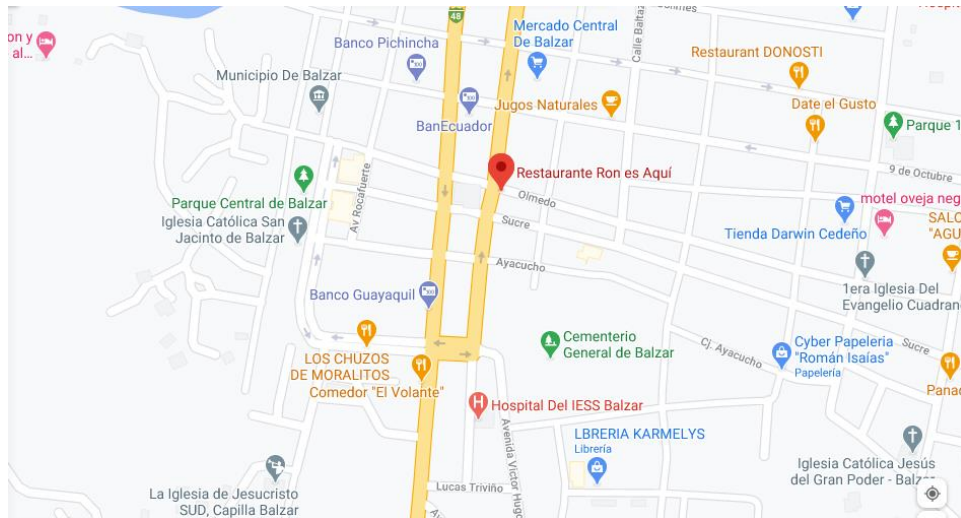 48
Mercado Central
De Balzar
Calle Baltaz
Banco Pichincha
Restaurant DONOSTI
Municipio De Balzar
Jugos Naturales
Date el Gusto
BanEcuador
Parque 1
Restaurante Ron es Aquí
9 de Octubre
Olmedo
Parque Central de Balzar
Av Rocafuerte
motel oveja neg
Iglesia Católica San
Jacinto de Balzar
Sucre
Tienda Darwin Cedeño
SALO
"AGU
Ayacucho
Banco Guayaquil
1era Iglesia Del
Evangelio Cuadran
Cementerio
General de Balzar
Cj. Ayacucho
Cyber Papeleria
"Román Isaías"
Papelería
Sucre
LOS CHUZOS
DE MORALITOS
Comedor "El Volante"
Panad
Hospital Del IESS Balzar
Avenida Victor Hugo
LBRERIA KARMELYS
Librería
Iglesia Católica Jesús
del Gran Poder - Balza
La Iglesia de Jesucristo
SUD, Capilla Balzar
Lucas Triviño